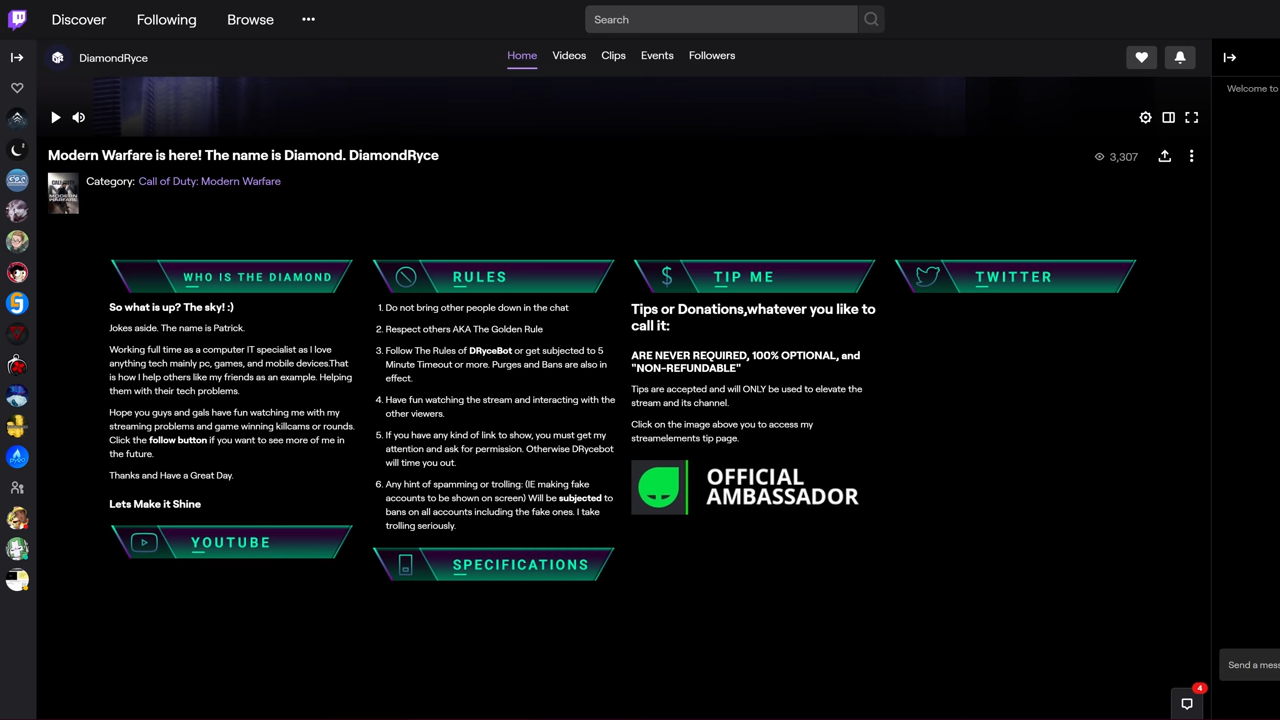 Discover
Following
Browse
Search
DiamondRyce
Home
Videos
Clips
Events
Followers
Welcome to
Modern Warfare is here! The name is Diamond. DiamondRyce
3,307
Category: Call of Duty: Modern Warfare
WHO IS THE DIAMOND
So what is up? The sky! :)
Jokes aside. The name is Patrick.
Working full time as a computer IT specialist as I love
anything tech mainly pc, games, and mobile devices.That
is how I help others like my friends as an example. Helping
them with their tech problems.
Hope you guys and gals have fun watching me with my
streaming problems and game winning killcams or rounds.
Click the follow button if you want to see more of me in
the future.
Thanks and Have a Great Day.
Lets Make it Shine
YOUTUBE
RULES
1. Do not bring other people down in the chat
2. Respect others AKA The Golden Rule
3. Follow The Rules of DRyceBot or get subjected to 5
Minute Timeout or more. Purges and Bans are also in
effect.
4. Have fun watching the stream and interacting with the
other viewers.
5. If you have any kind of link to show, you must get my
attention and ask for permission. Otherwise DRycebot
will time you out.
6. Any hint of spamming or trolling: (IE making fake
accounts to be shown on screen) Will be subjected to
bans on all accounts including the fake ones. I take
trolling seriously.
SPECIFICATIONS
TIP ME
Tips or Donations,whatever you like to
call it:
ARE NEVER REQUIRED, 100% OPTIONAL, and
"NON-REFUNDABLE"
Tips are accepted and will ONLY be used to elevate the
stream and its channel.
Click on the image above you to access my
streamelements tip page.
OFFICIAL
AMBASSADOR
TWITTER
Send a mess
4